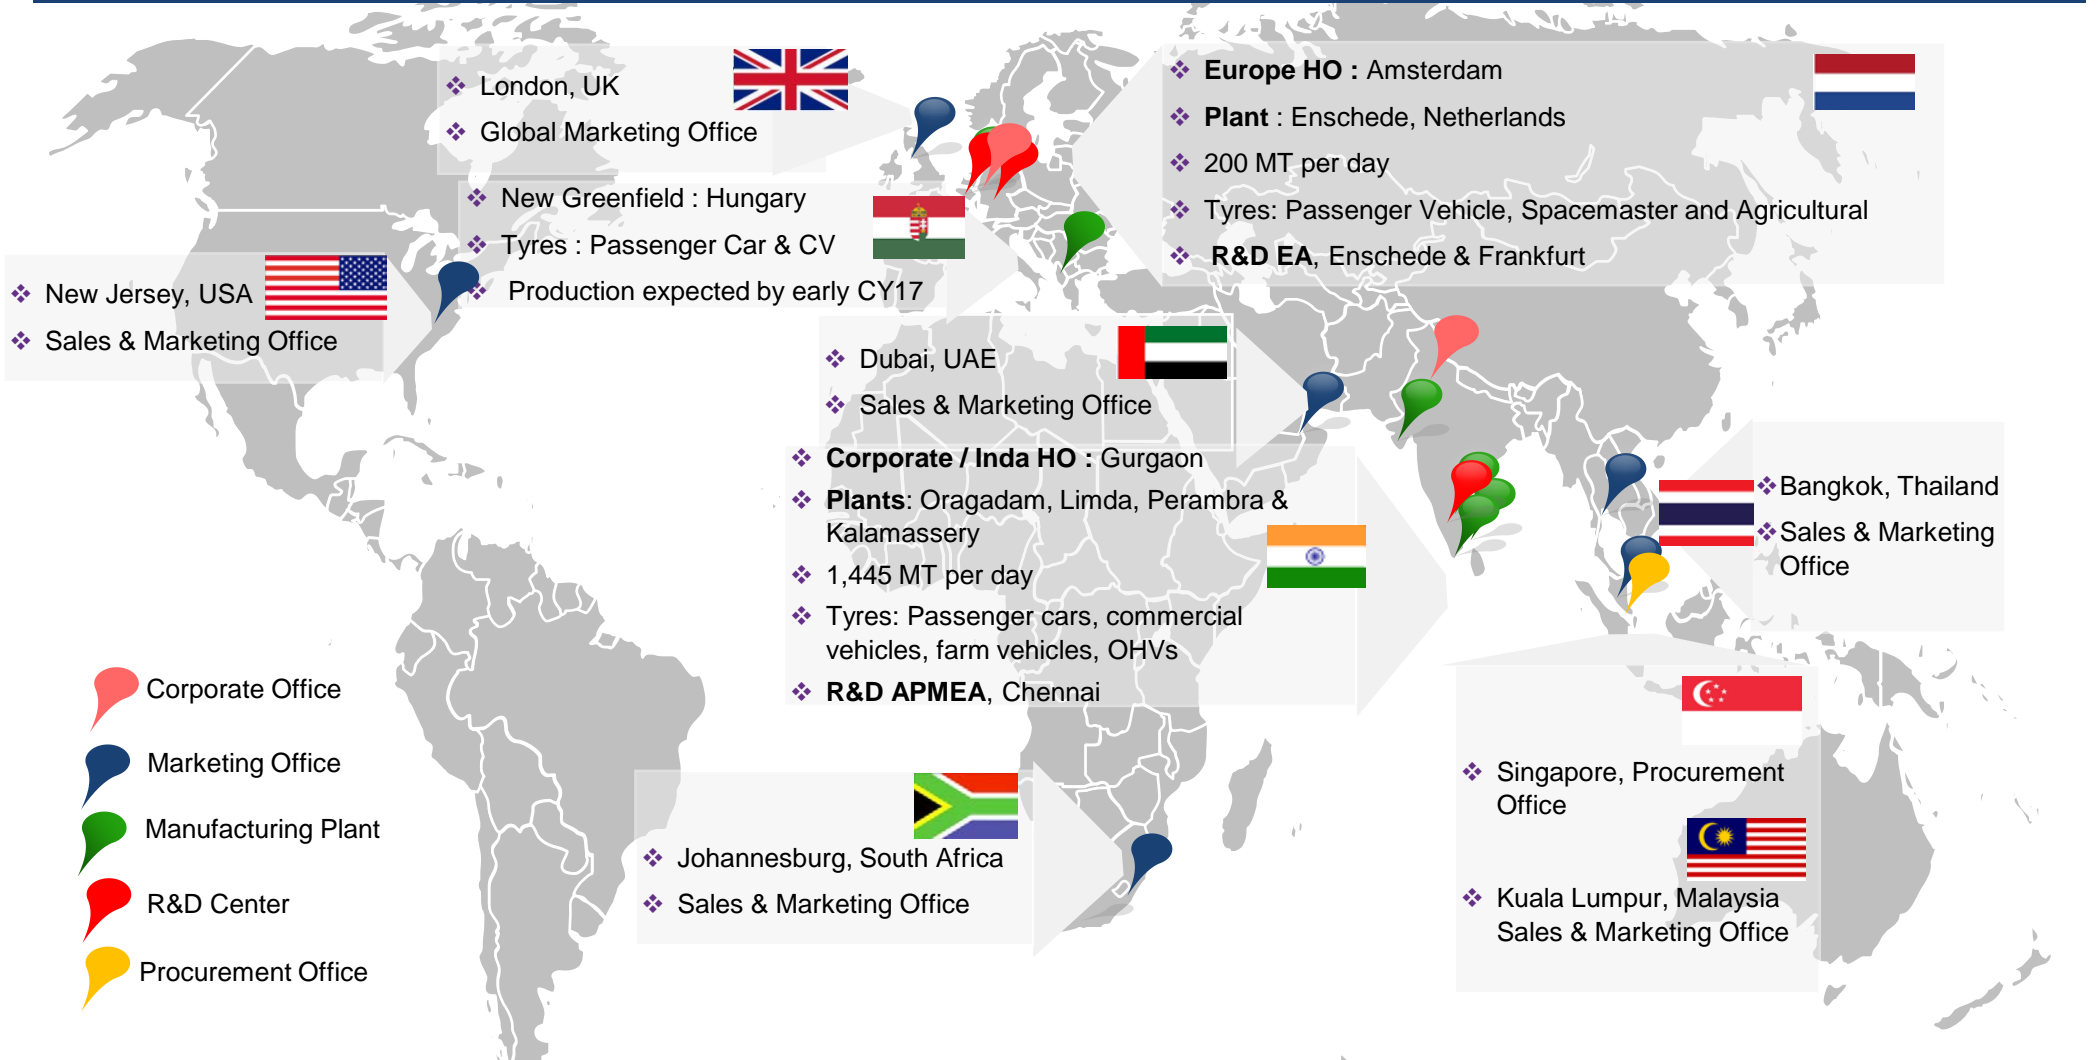 London, UK
Global Marketing Office
Europe HO : Amsterdam
Plant : Enschede, Netherlands
200 MT per day
Tyres: Passenger Vehicle, Spacemaster and Agricultural
R&D EA, Enschede & Frankfurt
New Greenfield : Hungary
Tyres : Passenger Car & CV
Production expected by early CY17
New Jersey, USA
Sales & Marketing Office
Dubai, UAE
Sales & Marketing Office
Corporate / Inda HO : Gurgaon
Plants: Oragadam, Limda, Perambra &
Kalamassery
1,445 MT per day
Tyres: Passenger cars, commercial
vehicles, farm vehicles, OHVs
R&D APMEA, Chennai
Bangkok, Thailand
Sales & Marketing
Office
Corporate Office
Marketing Office
Manufacturing Plant
R&D Center
Procurement Office
Johannesburg, South Africa
Sales & Marketing Office
Singapore, Procurement
Office
Kuala Lumpur, Malaysia
Sales & Marketing Office